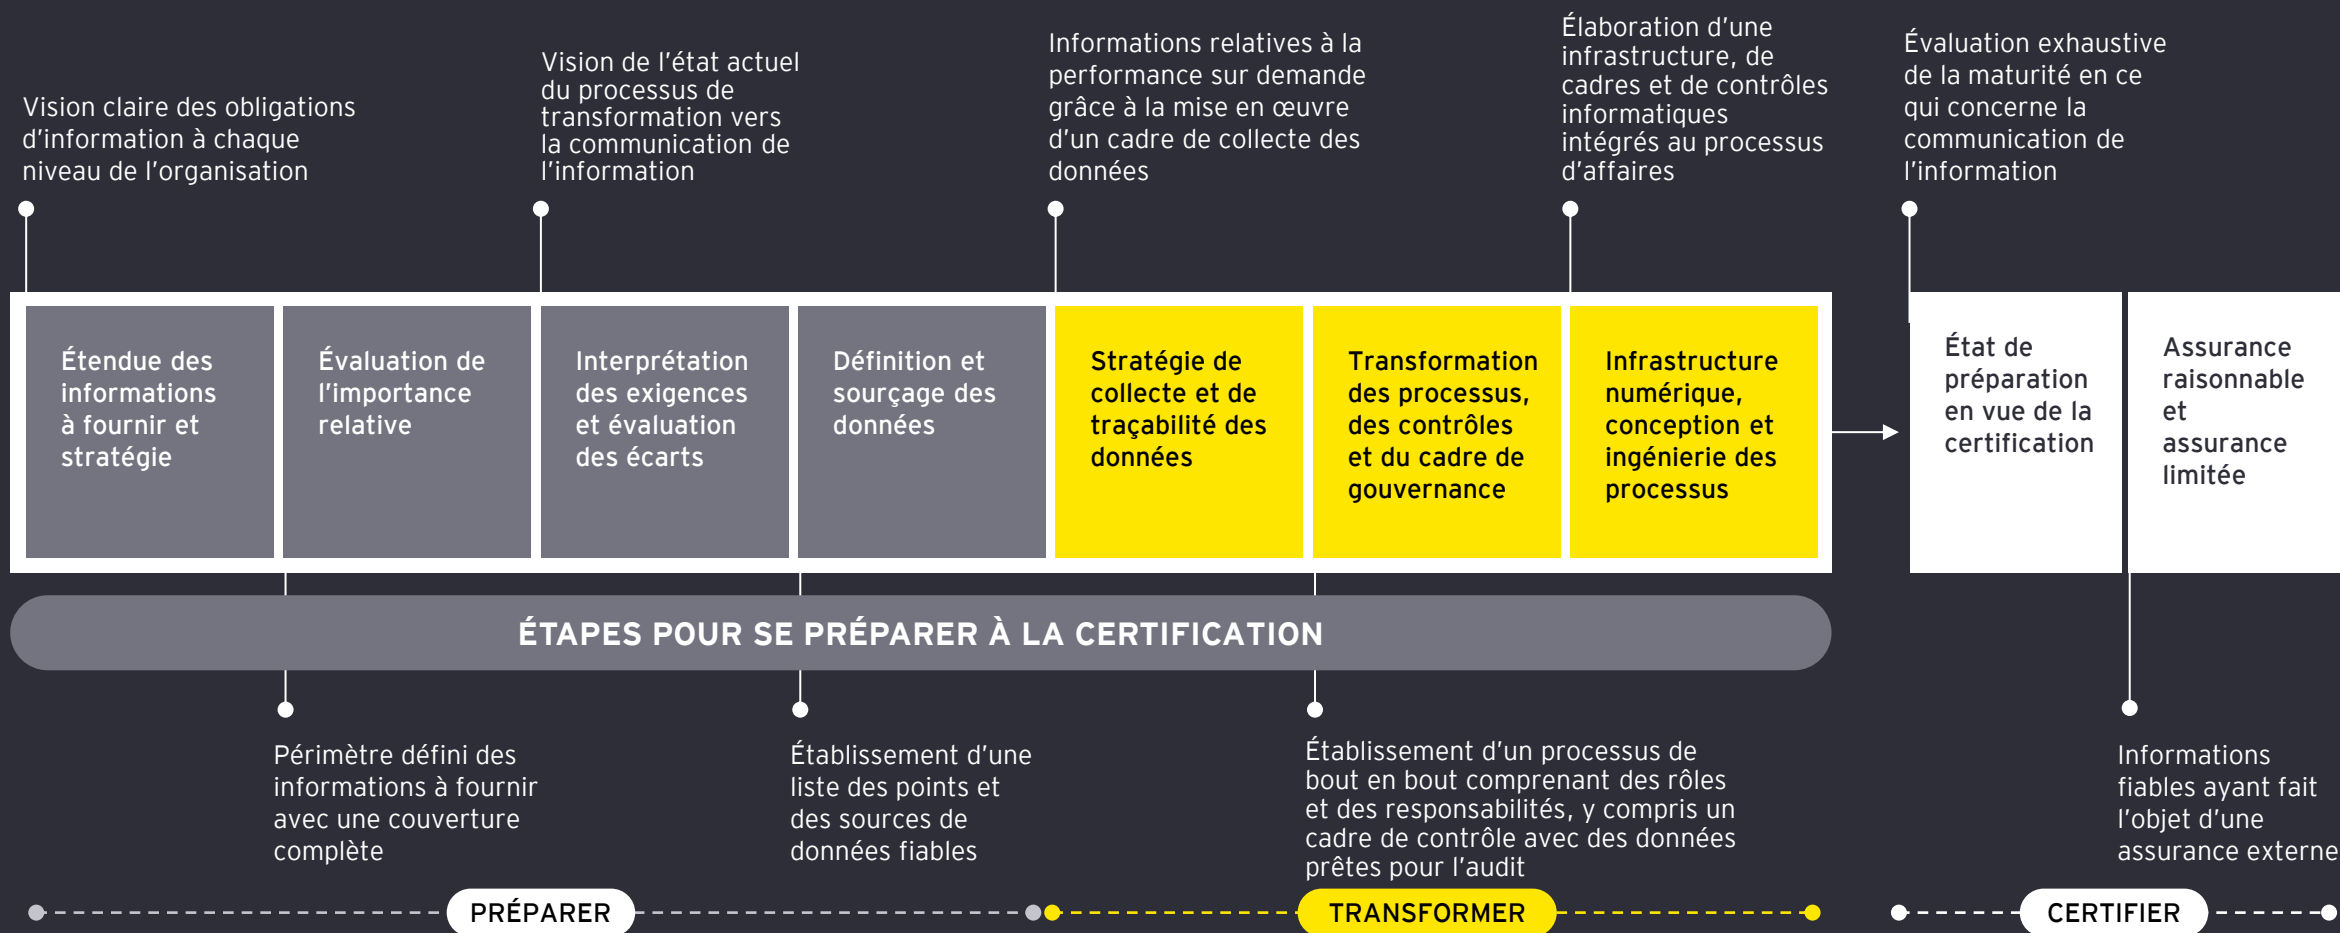 Vision claire des obligations
d’information à chaque
niveau de l’organisation
Vision de l’état actuel
du processus de
transformation vers
la communication de
l’information
Informations relatives à la
performance sur demande
grâce à la mise en œuvre
d’un cadre de collecte des
données
Élaboration d’une
infrastructure, de
cadres et de contrôles
informatiques
intégrés au processus
d’affaires
Évaluation exhaustive
de la maturité en ce
qui concerne la
communication de
l’information
Étendue des
informations
à fournir et
stratégie
Évaluation de
l’importance
relative
Interprétation
des exigences
et évaluation
des écarts
Définition et
sourçage des
données
Stratégie de
collecte et de
traçabilité des
données
Transformation
des processus,
des contrôles
et du cadre de
gouvernance
Infrastructure
numérique,
conception et
ingénierie des
processus
État de
préparation
en vue de la
certification
Assurance
raisonnable
et
assurance
limitée
ÉTAPES POUR SE PRÉPARER À LA CERTIFICATION
Périmètre défini des
informations à fournir
avec une couverture
complète
Établissement d’une
liste des points et
des sources de
données fiables
Établissement d’un processus de
bout en bout comprenant des rôles
et des responsabilités, y compris un
cadre de contrôle avec des données
prêtes pour l’audit
Informations
fiables ayant fait
l’objet d’une
assurance externe
PRÉPARER
TRANSFORMER
CERTIFIER